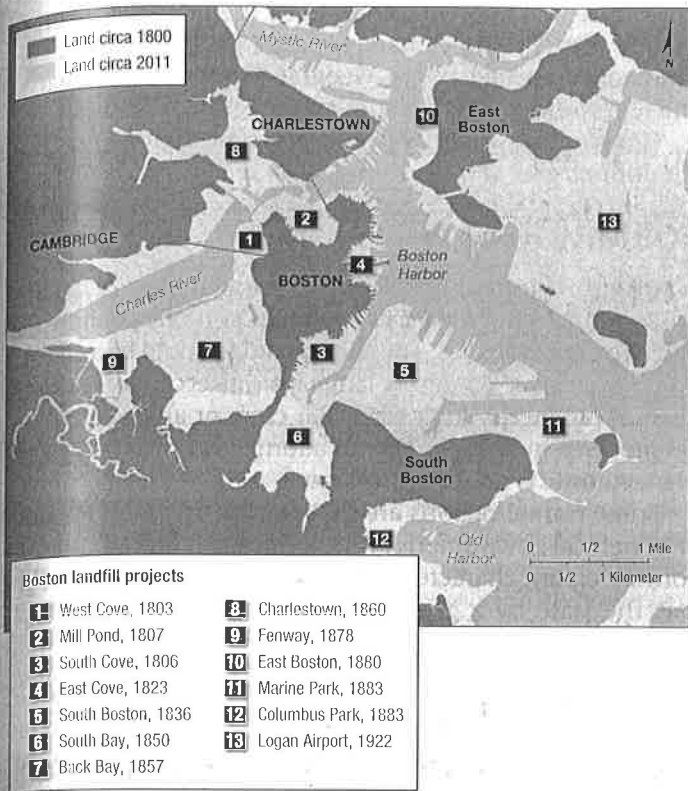 Land circa 1800
Land circa 2011
Mystic River
N
CHARLESTOWN
10
East
Boston
8
2
13
CAMBRIDGE
1
4
Boston
Harbor
BOSTON
Charles River
3
7
9
5
6
11
South
Boston
12
Old
Harbor
0 1/2 1 Mile
0 1/2 1 Kilometer
Boston landfill projects
1 West Cove, 1803
2 Mill Pond, 1807
3 South Cove, 1806
4 East Cove, 1823
5 South Boston, 1836
6 South Bay, 1850
7 Back Bay, 1857
8 Charlestown, 1860
9 Fenway, 1878
10 East Boston, 1880
11 Marine Park, 1883
12 Columbus Park, 1883
13 Logan Airport, 1922